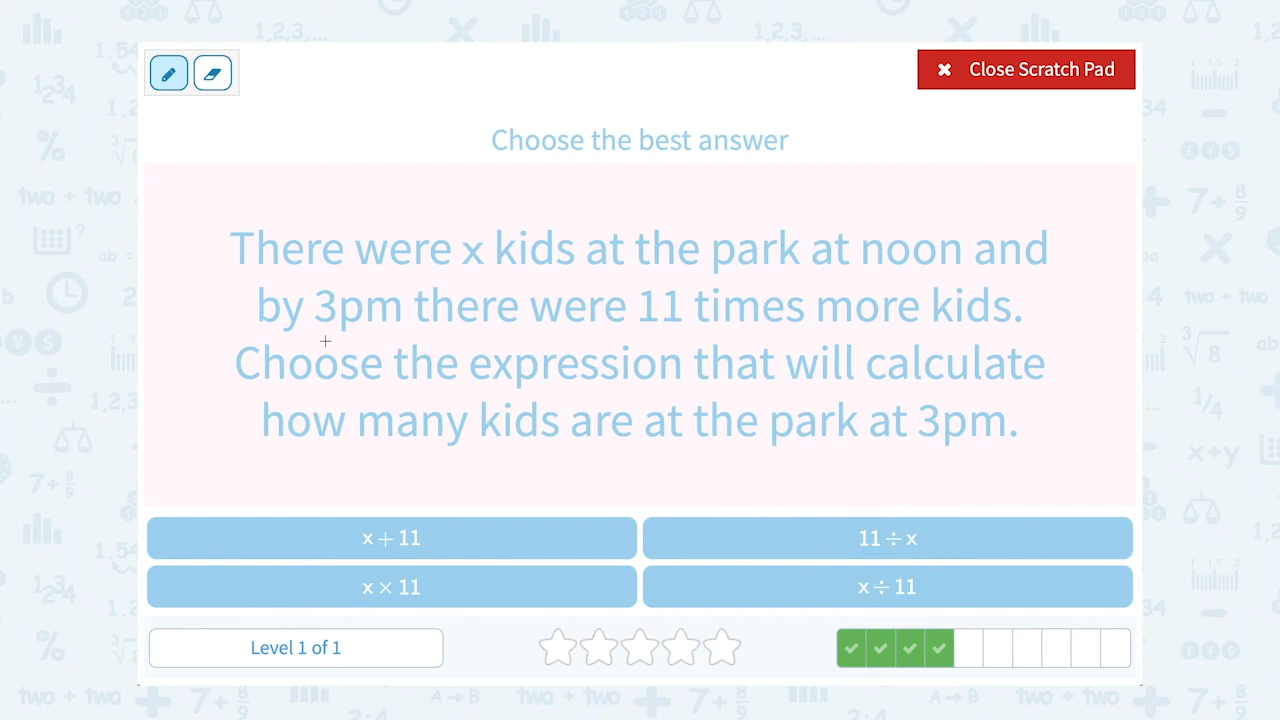 Close Scratch Pad
Choose the best answer
There were x kids at the park at noon and
by 3pm there were 11 times more kids.
Choose the expression that will calculate
how many kids are at the park at 3pm.
x + 11
11 ÷ x
x × 11
x ÷ 11
Level 1 of 1